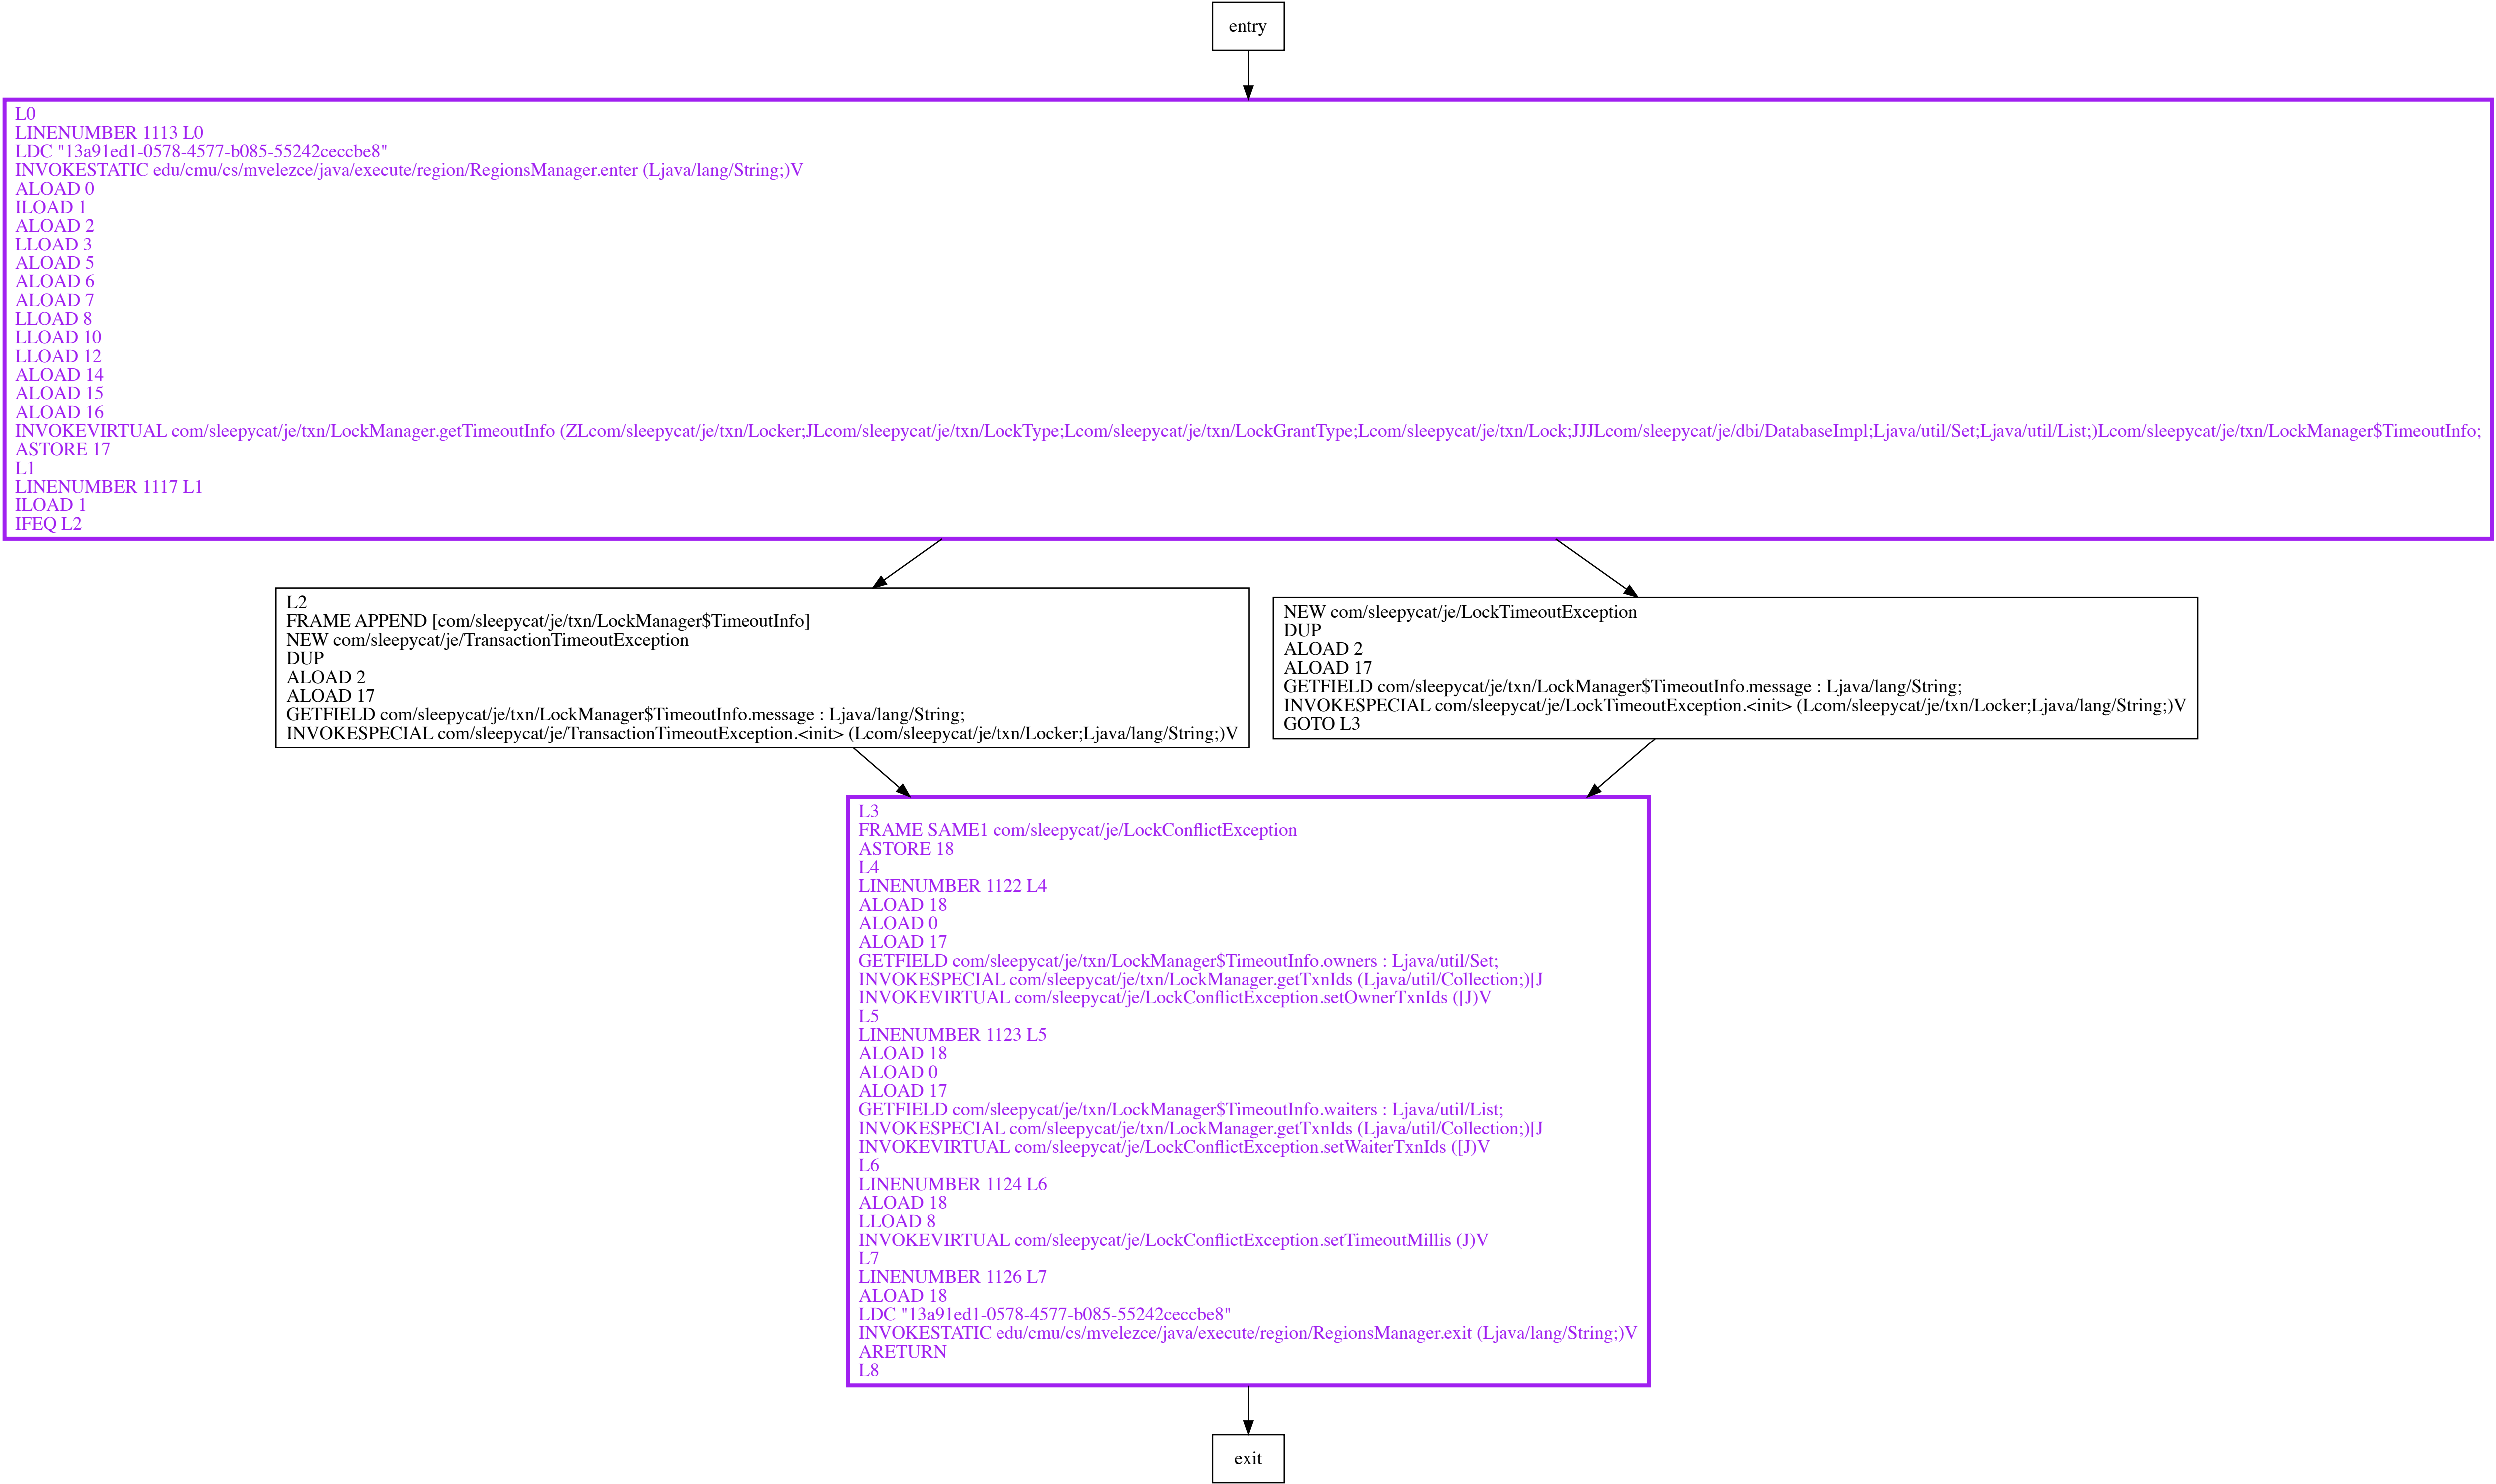 entry
L0
LINENUMBER 1113 L0
LDC "13a91ed1-0578-4577-b085-55242ceccbe8"
INVOKESTATIC edu/cmu/cs/mvelezce/java/execute/region/RegionsManager.enter (Ljava/lang/String;)V
ALOAD 0
ILOAD 1
ALOAD 2
LLOAD 3
ALOAD 5
ALOAD 6
ALOAD 7
LLOAD 8
LLOAD 10
LLOAD 12
ALOAD 14
ALOAD 15
ALOAD 16
INVOKEVIRTUAL com/sleepycat/je/txn/LockManager.getTimeoutInfo (ZLcom/sleepycat/je/txn/Locker;JLcom/sleepycat/je/txn/LockType;Lcom/sleepycat/je/txn/LockGrantType;Lcom/sleepycat/je/txn/Lock;JJJLcom/sleepycat/je/dbi/DatabaseImpl;Ljava/util/Set;Ljava/util/List;)Lcom/sleepycat/je/txn/LockManager$TimeoutInfo;
ASTORE 17
L1
LINENUMBER 1117 L1
ILOAD 1
IFEQ L2
L2
FRAME APPEND [com/sleepycat/je/txn/LockManager$TimeoutInfo]
NEW com/sleepycat/je/TransactionTimeoutException
DUP
ALOAD 2
ALOAD 17
GETFIELD com/sleepycat/je/txn/LockManager$TimeoutInfo.message : Ljava/lang/String;
INVOKESPECIAL com/sleepycat/je/TransactionTimeoutException.<init> (Lcom/sleepycat/je/txn/Locker;Ljava/lang/String;)V
NEW com/sleepycat/je/LockTimeoutException
DUP
ALOAD 2
ALOAD 17
GETFIELD com/sleepycat/je/txn/LockManager$TimeoutInfo.message : Ljava/lang/String;
INVOKESPECIAL com/sleepycat/je/LockTimeoutException.<init> (Lcom/sleepycat/je/txn/Locker;Ljava/lang/String;)V
GOTO L3
L3
FRAME SAME1 com/sleepycat/je/LockConflictException
ASTORE 18
L4
LINENUMBER 1122 L4
ALOAD 18
ALOAD 0
ALOAD 17
GETFIELD com/sleepycat/je/txn/LockManager$TimeoutInfo.owners : Ljava/util/Set;
INVOKESPECIAL com/sleepycat/je/txn/LockManager.getTxnIds (Ljava/util/Collection;)[J
INVOKEVIRTUAL com/sleepycat/je/LockConflictException.setOwnerTxnIds ([J)V
L5
LINENUMBER 1123 L5
ALOAD 18
ALOAD 0
ALOAD 17
GETFIELD com/sleepycat/je/txn/LockManager$TimeoutInfo.waiters : Ljava/util/List;
INVOKESPECIAL com/sleepycat/je/txn/LockManager.getTxnIds (Ljava/util/Collection;)[J
INVOKEVIRTUAL com/sleepycat/je/LockConflictException.setWaiterTxnIds ([J)V
L6
LINENUMBER 1124 L6
ALOAD 18
LLOAD 8
INVOKEVIRTUAL com/sleepycat/je/LockConflictException.setTimeoutMillis (J)V
L7
LINENUMBER 1126 L7
ALOAD 18
LDC "13a91ed1-0578-4577-b085-55242ceccbe8"
INVOKESTATIC edu/cmu/cs/mvelezce/java/execute/region/RegionsManager.exit (Ljava/lang/String;)V
ARETURN
L8
exit